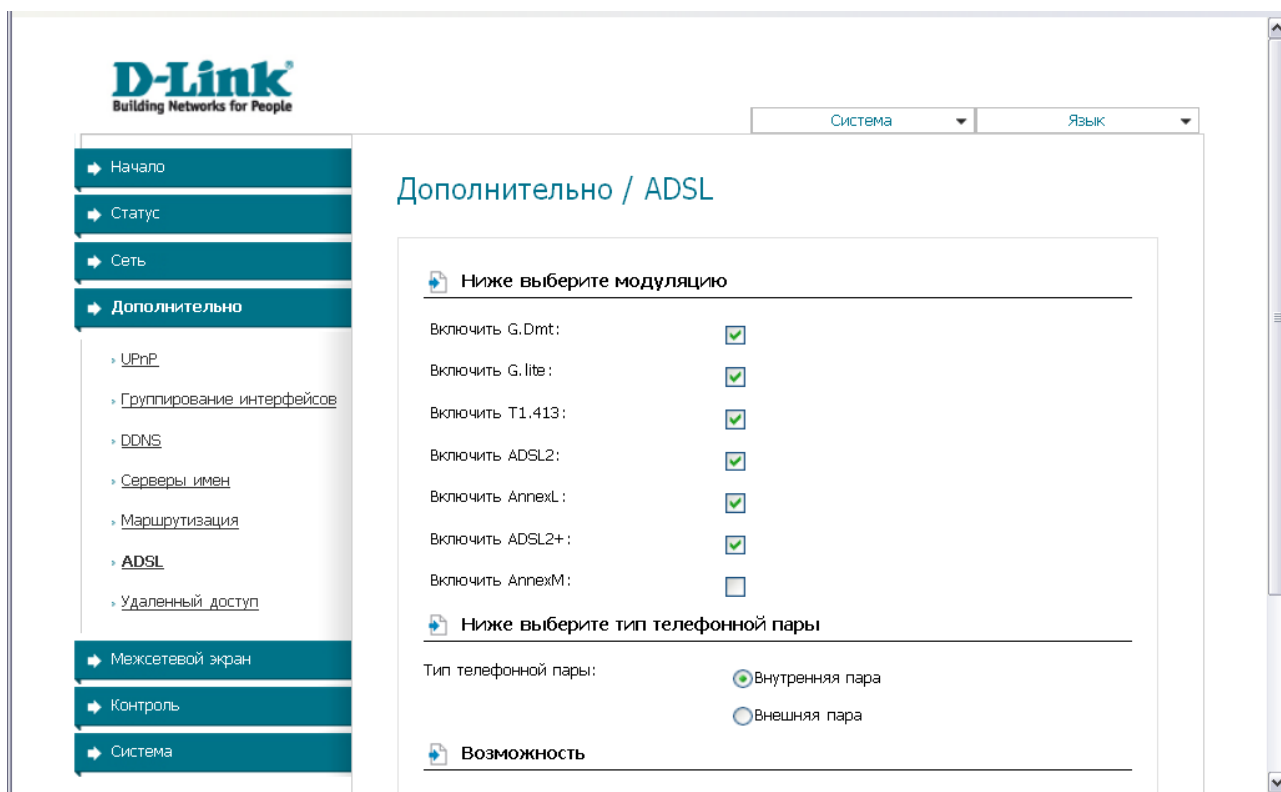 D-Link
Building Networks for People
Система
Язык
Начало
Статус
Сеть
Дополнительно
UPnP
Группирование интерфейсов
DDNS
Серверы имен
Маршрутизация
ADSL
Удаленный доступ
Межсетевой экран
Контроль
Система
Дополнительно / ADSL
Ниже выберите модуляцию
Включить G.Dmt:
Включить G.lite:
Включить T1.413:
Включить ADSL2:
Включить AnnexL:
Включить ADSL2+:
Включить AnnexM:
Ниже выберите тип телефонной пары
Тип телефонной пары:
Внутренняя пара
Внешняя пара
Возможность